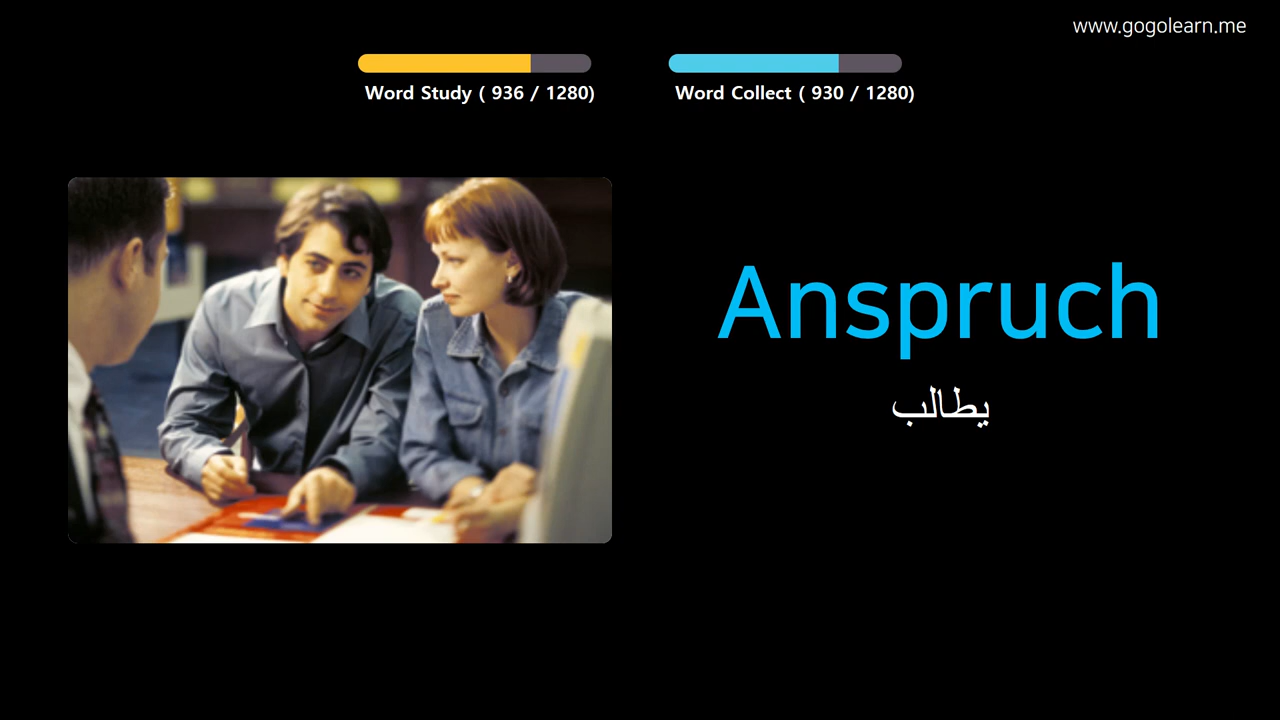 www.gogolearn.me
Word Study ( 936 / 1280)
Word Collect ( 930 / 1280)
Anspruch
يطالب